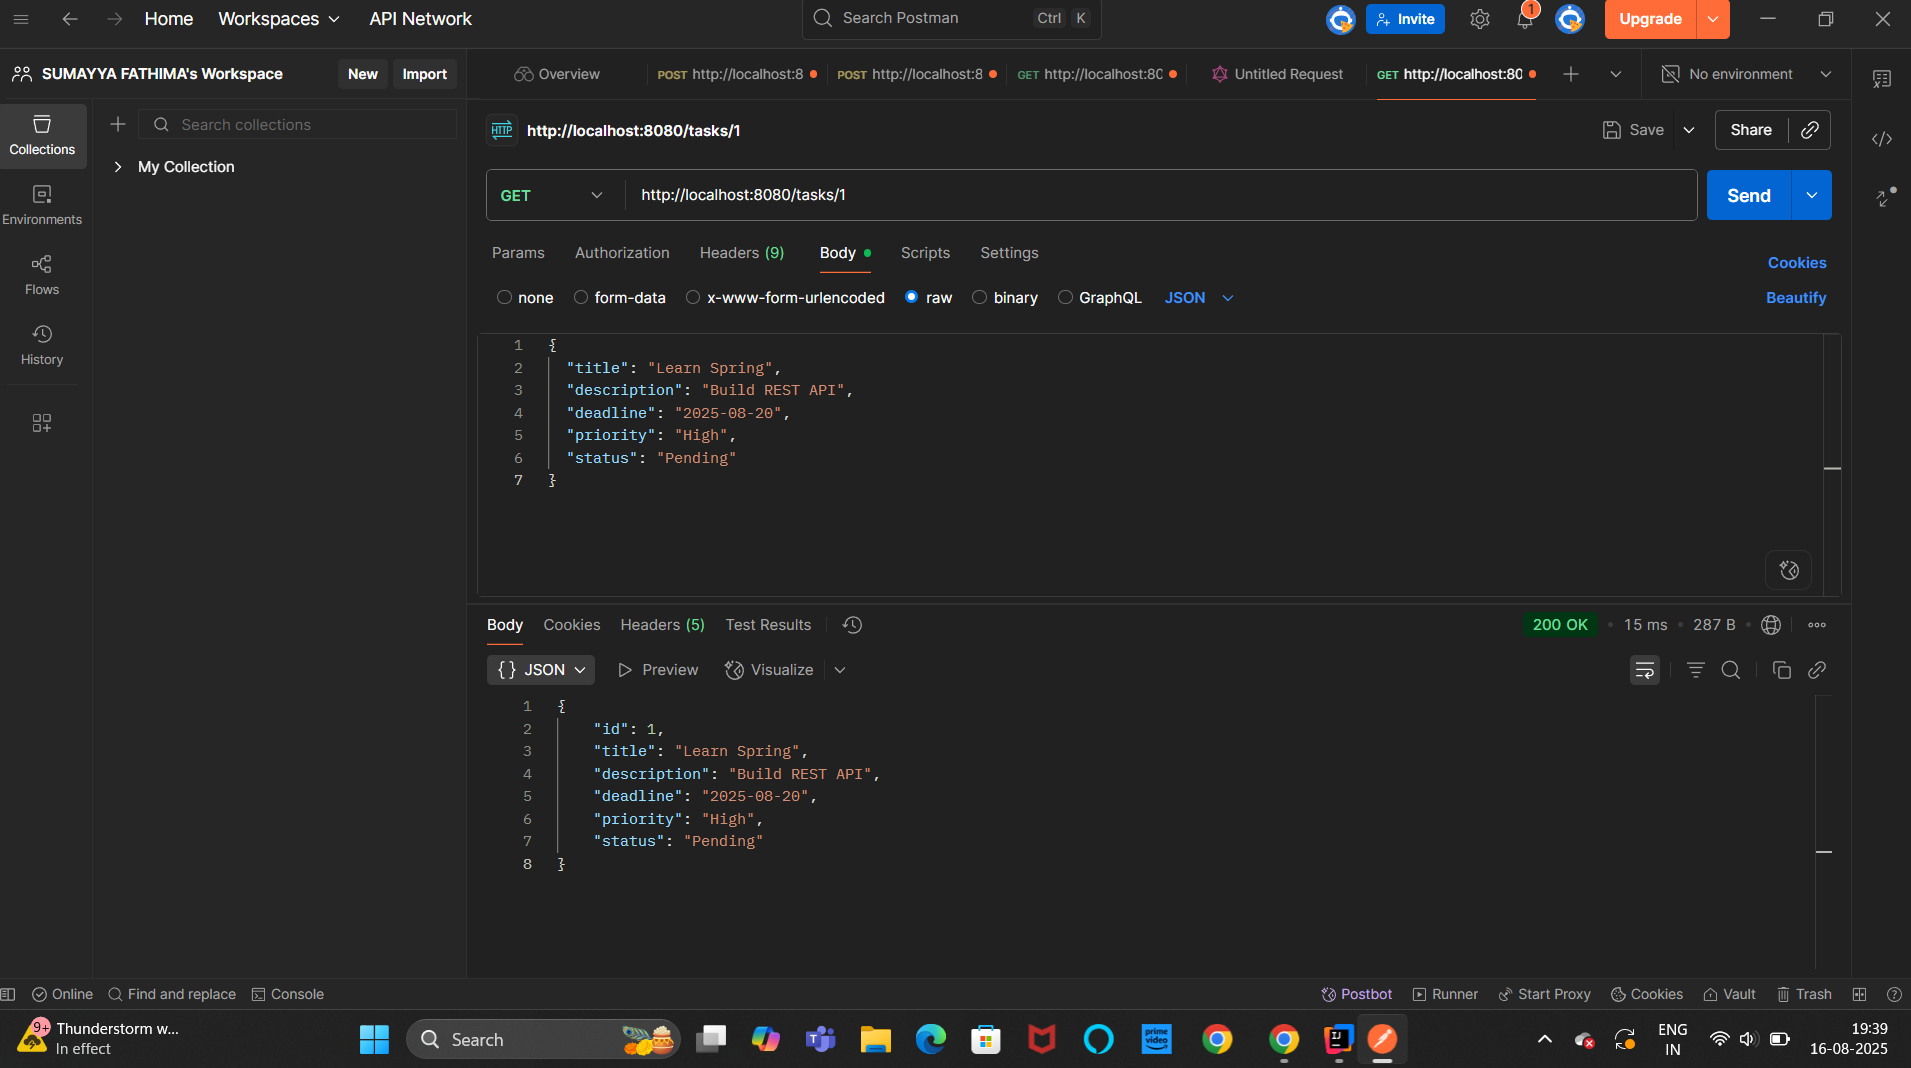 Home Workspaces API Network Search Postman Ctrl K Invite 1 Upgrade
SUMAYYA FATHIMA's Workspace New Import Overview POST http://localhost:8 POST http://localhost:8 GET http://localhost:80 Untitled Request GET http://localhost:80 No environment
Collections
Search collections
My Collection
HTTP http://localhost:8080/tasks/1 Save Share
GET http://localhost:8080/tasks/1 Send
Environments
Params Authorization Headers (9) Body Scripts Settings Cookies
Flows
none form-data x-www-form-urlencoded raw binary GraphQL JSON Beautify
History
1 {
2 "title": "Learn Spring",
3 "description": "Build REST API",
4 "deadline": "2025-08-20",
5 "priority": "High",
6 "status": "Pending"
7 }
Body Cookies Headers (5) Test Results 200 OK 15 ms 287 B
{} JSON Preview Visualize
1 {
2 "id": 1,
3 "title": "Learn Spring",
4 "description": "Build REST API",
5 "deadline": "2025-08-20",
6 "priority": "High",
7 "status": "Pending"
8 }
Online Find and replace Console Postbot Runner Start Proxy Cookies Vault Trash
9+ Thunderstorm w...
In effect
Search
prime video
IJ
ENG
IN
19:39
16-08-2025